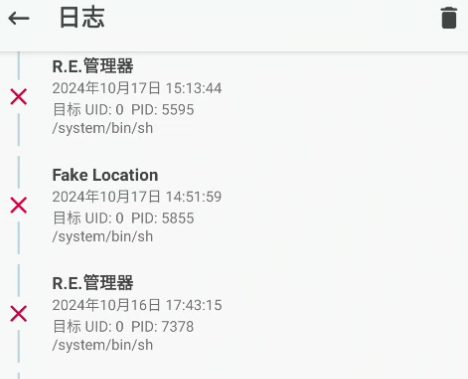 日志
R.E.管理器
2024年10月17日 15:13:44
目标 UID: 0 PID: 5595
/system/bin/sh
Fake Location
2024年10月17日 14:51:59
目标 UID: 0 PID: 5855
/system/bin/sh
R.E.管理器
2024年10月16日 17:43:15
目标 UID: 0 PID: 7378
/system/bin/sh